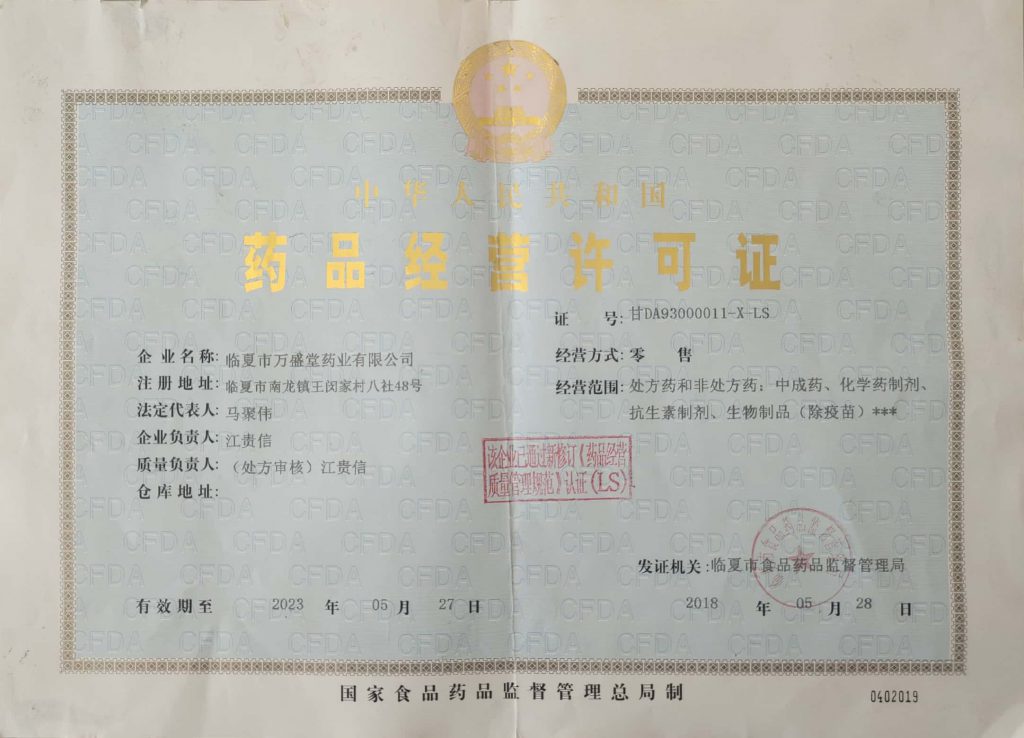 中华人民共和国
药品经营许可证
证 号: 甘DA93000011-X-LS
企业名称: 临夏市万盛堂药业有限公司
注册地址: 临夏市南龙镇王闵家村八社48号
法定代表人: 马聚伟
企业负责人: 江贵信
质量负责人: (处方审核)江贵信
仓库地址:
经营方式: 零 售
经营范围: 处方药和非处方药; 中成药、化学药制剂、
抗生素制剂、生物制品(除疫苗)***
该企业已通过新修订《药品经营
质量管理规范》认证(LS)
发证机关: 临夏市食品药品监督管理局
有效期至 2023 年 05 月 27 日
2018 年 05 月 28 日
国家食品药品监督管理总局制
0402019
CFDA